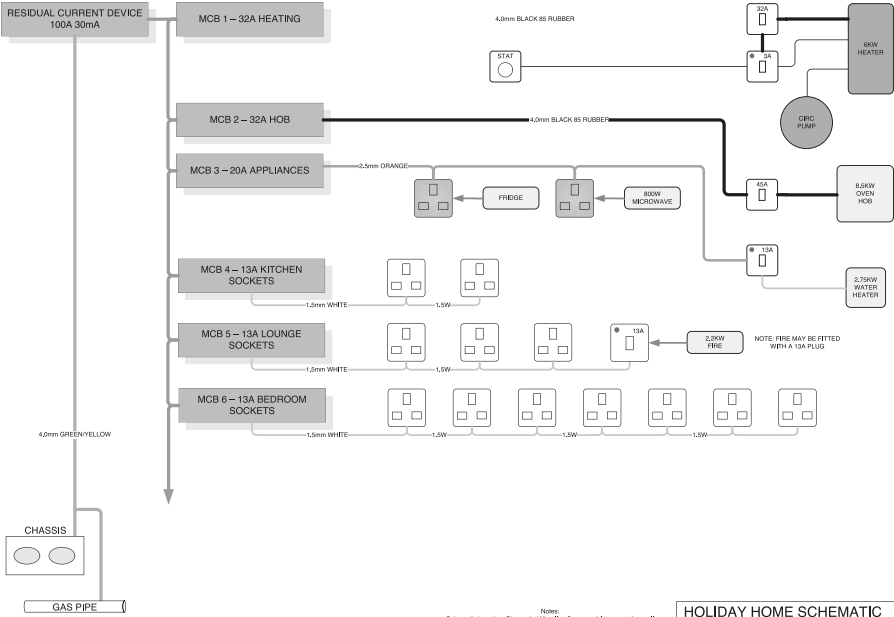 RESIDUAL CURRENT DEVICE
100A 30mA
MCB 1 – 32A HEATING
4.0mm BLACK 85 RUBBER
32A
STAT
3A
6KW
HEATER
CIRC
PUMP
MCB 2 – 32A HOB
4.0mm BLACK 85 RUBBER
MCB 3 – 20A APPLIANCES
2.5mm ORANGE
FRIDGE
800W
MICROWAVE
45A
8.5KW
OVEN
HOB
13A
2.75KW
WATER
HEATER
MCB 4 – 13A KITCHEN
SOCKETS
1.5mm WHITE
1.5W
MCB 5 – 13A LOUNGE
SOCKETS
13A
2.2KW
FIRE
NOTE: FIRE MAY BE FITTED
WITH A 13A PLUG
1.5mm WHITE
1.5W
MCB 6 – 13A BEDROOM
SOCKETS
1.5mm WHITE
1.5W
1.5W
1.5W
4.0mm GREEN/YELLOW
CHASSIS
GAS PIPE
Notes:
HOLIDAY HOME SCHEMATIC